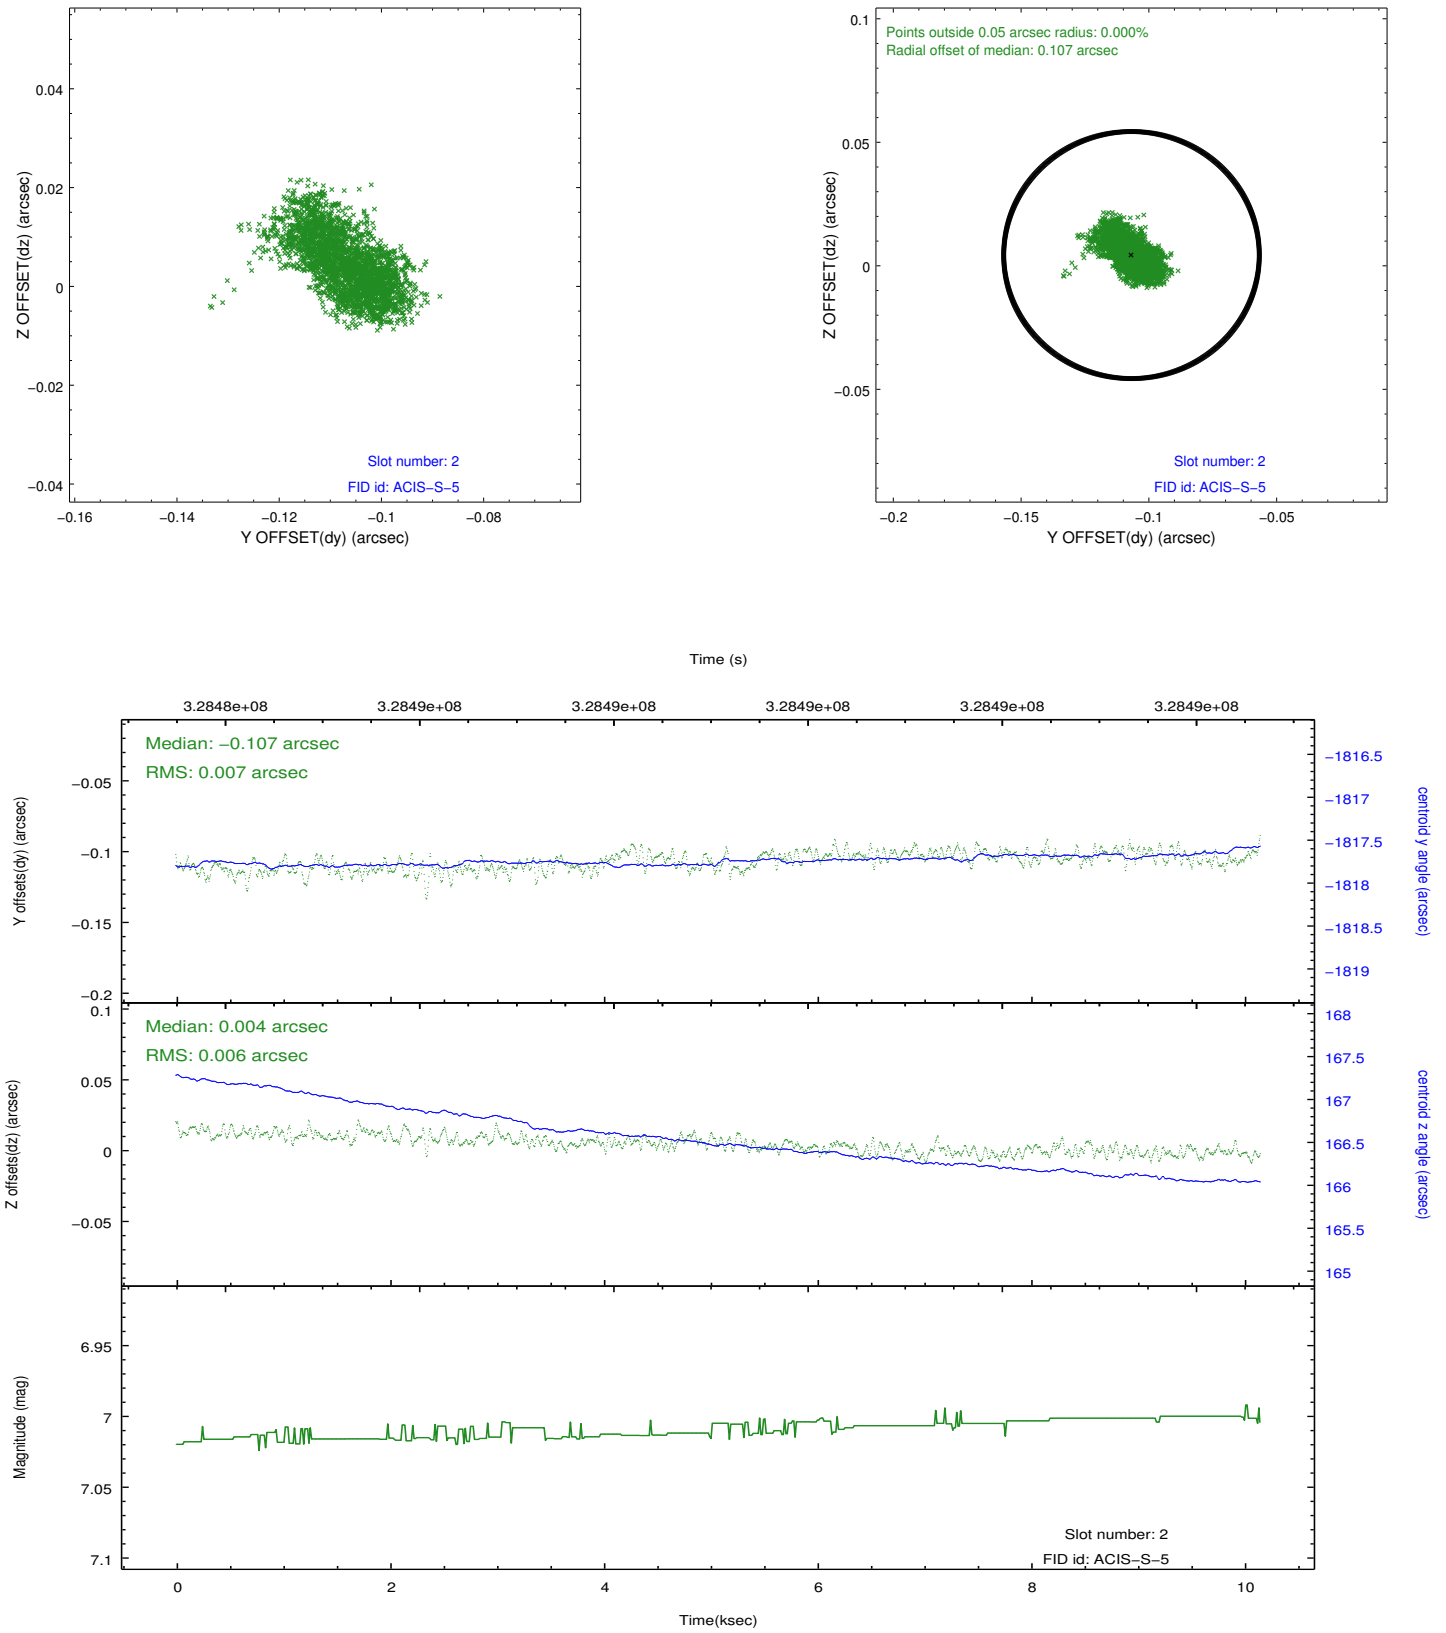 0.04
0.02
0
−0.02
−0.04
Z OFFSET(dz) (arcsec)
Slot number: 2
FID id: ACIS−S−5
−0.16
−0.14
−0.12
−0.1
−0.08
Y OFFSET(dy) (arcsec)
Points outside 0.05 arcsec radius: 0.000%
Radial offset of median: 0.107 arcsec
0.1
0.05
0
−0.05
Z OFFSET(dz) (arcsec)
Slot number: 2
FID id: ACIS−S−5
−0.2
−0.15
−0.1
−0.05
Y OFFSET(dy) (arcsec)
Time (s)
3.2848e+08
3.2849e+08
3.2849e+08
3.2849e+08
3.2849e+08
3.2849e+08
Median: −0.107 arcsec
RMS: 0.007 arcsec
−0.05
−0.1
−0.15
−0.2
Y offsets(dy) (arcsec)
−1816.5
−1817
−1817.5
−1818
−1818.5
−1819
centroid y angle (arcsec)
Median: 0.004 arcsec
RMS: 0.006 arcsec
0.1
0.05
0
−0.05
Z offsets(dz) (arcsec)
168
167.5
167
166.5
166
165.5
165
centroid z angle (arcsec)
6.95
7
7.05
7.1
Magnitude (mag)
Slot number: 2
FID id: ACIS−S−5
0
2
4
6
8
10
Time(ksec)